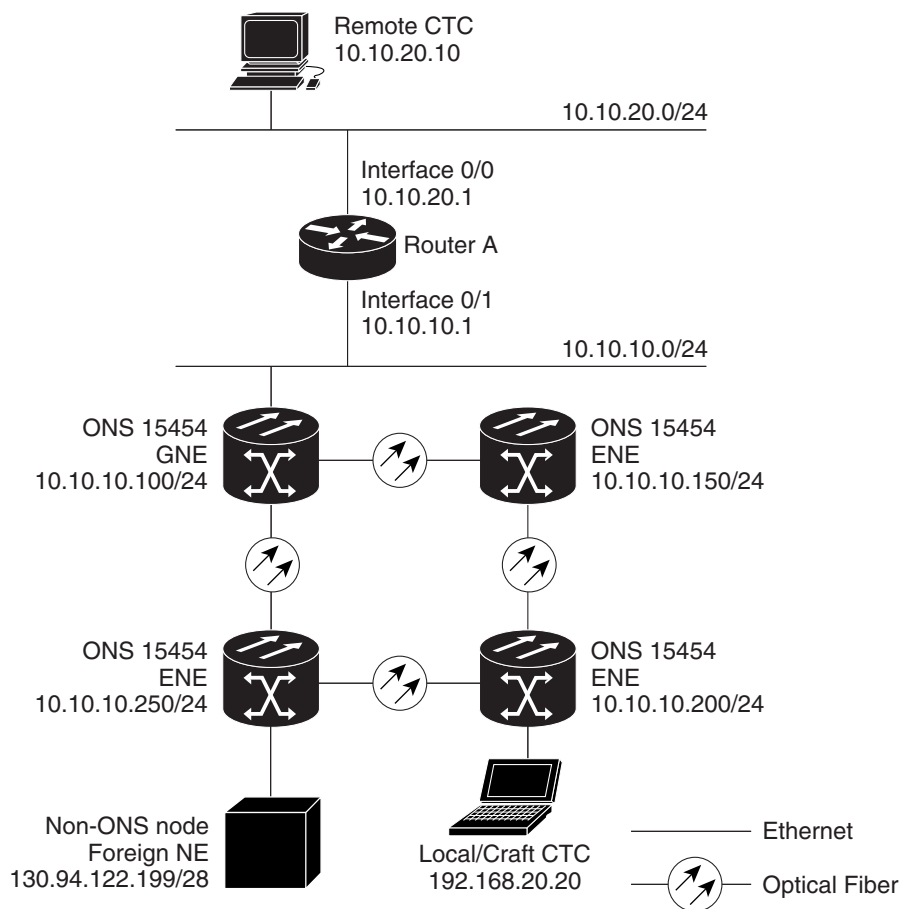 Remote CTC
10.10.20.10
10.10.20.0/24
Interface 0/0
10.10.20.1
Router A
Interface 0/1
10.10.10.1
10.10.10.0/24
ONS 15454
GNE
10.10.10.100/24
ONS 15454
ENE
10.10.10.150/24
ONS 15454
ENE
10.10.10.250/24
ONS 15454
ENE
10.10.10.200/24
Non-ONS node
Foreign NE
130.94.122.199/28
Local/Craft CTC
192.168.20.20
Ethernet
Optical Fiber